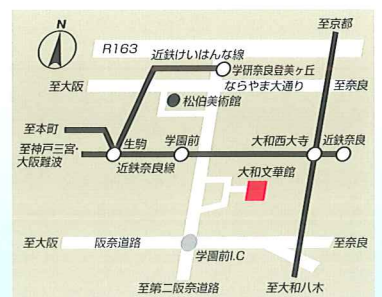 N
至京都
R163
近鉄けいはんな線
学研奈良登美ヶ丘
至大阪
ならやま大通り
至奈良
松伯美術館
至本町
生駒
学園前
大和西大寺
近鉄奈良
至神戸三宮・
大阪難波
近鉄奈良線
大和文華館
至大阪
阪奈道路
至奈良
学園前I.C
至第二阪奈道路
至大和八木